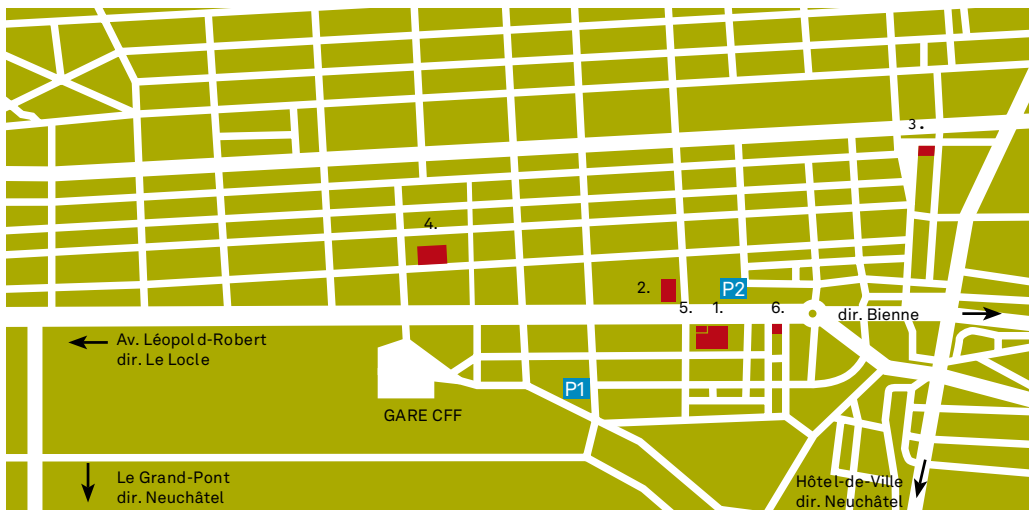 3.
4.
2.
P2
5.
1.
6.
dir. Bienne
Av. Léopold-Robert
dir. Le Locle
P1
GARE CFF
Le Grand-Pont
dir. Neuchâtel
Hôtel-de-Ville
dir. Neuchâtel